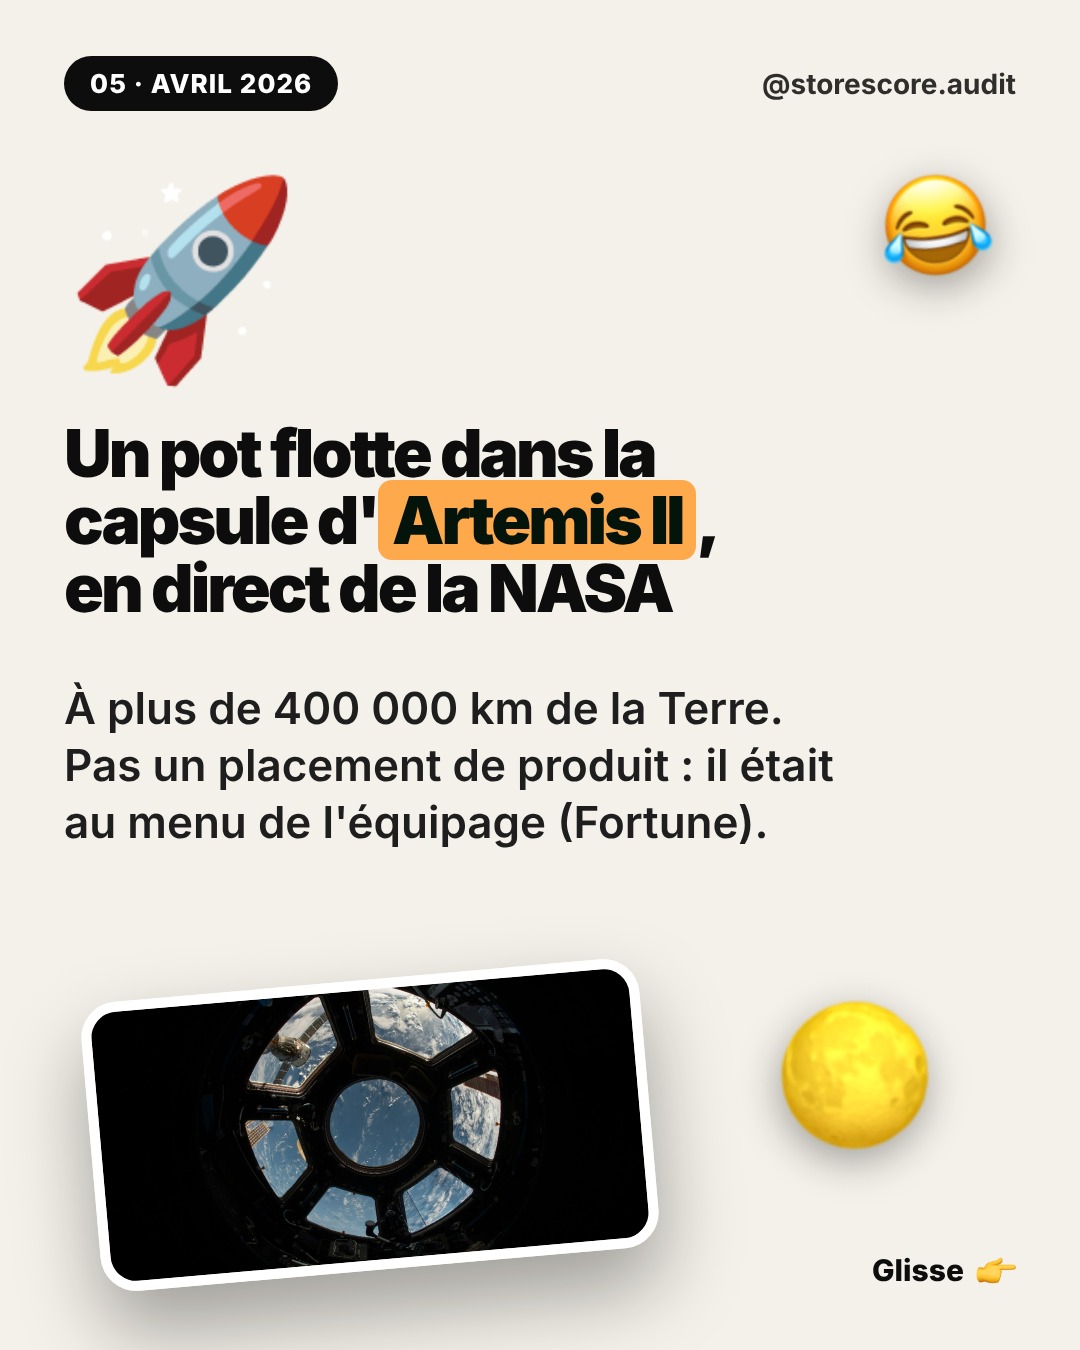 05 · AVRIL 2026
@storescore.audit
Un pot flotte dans la
capsule d'Artemis II,
en direct de la NASA
À plus de 400 000 km de la Terre.
Pas un placement de produit : il était
au menu de l'équipage (Fortune).
Glisse 👉